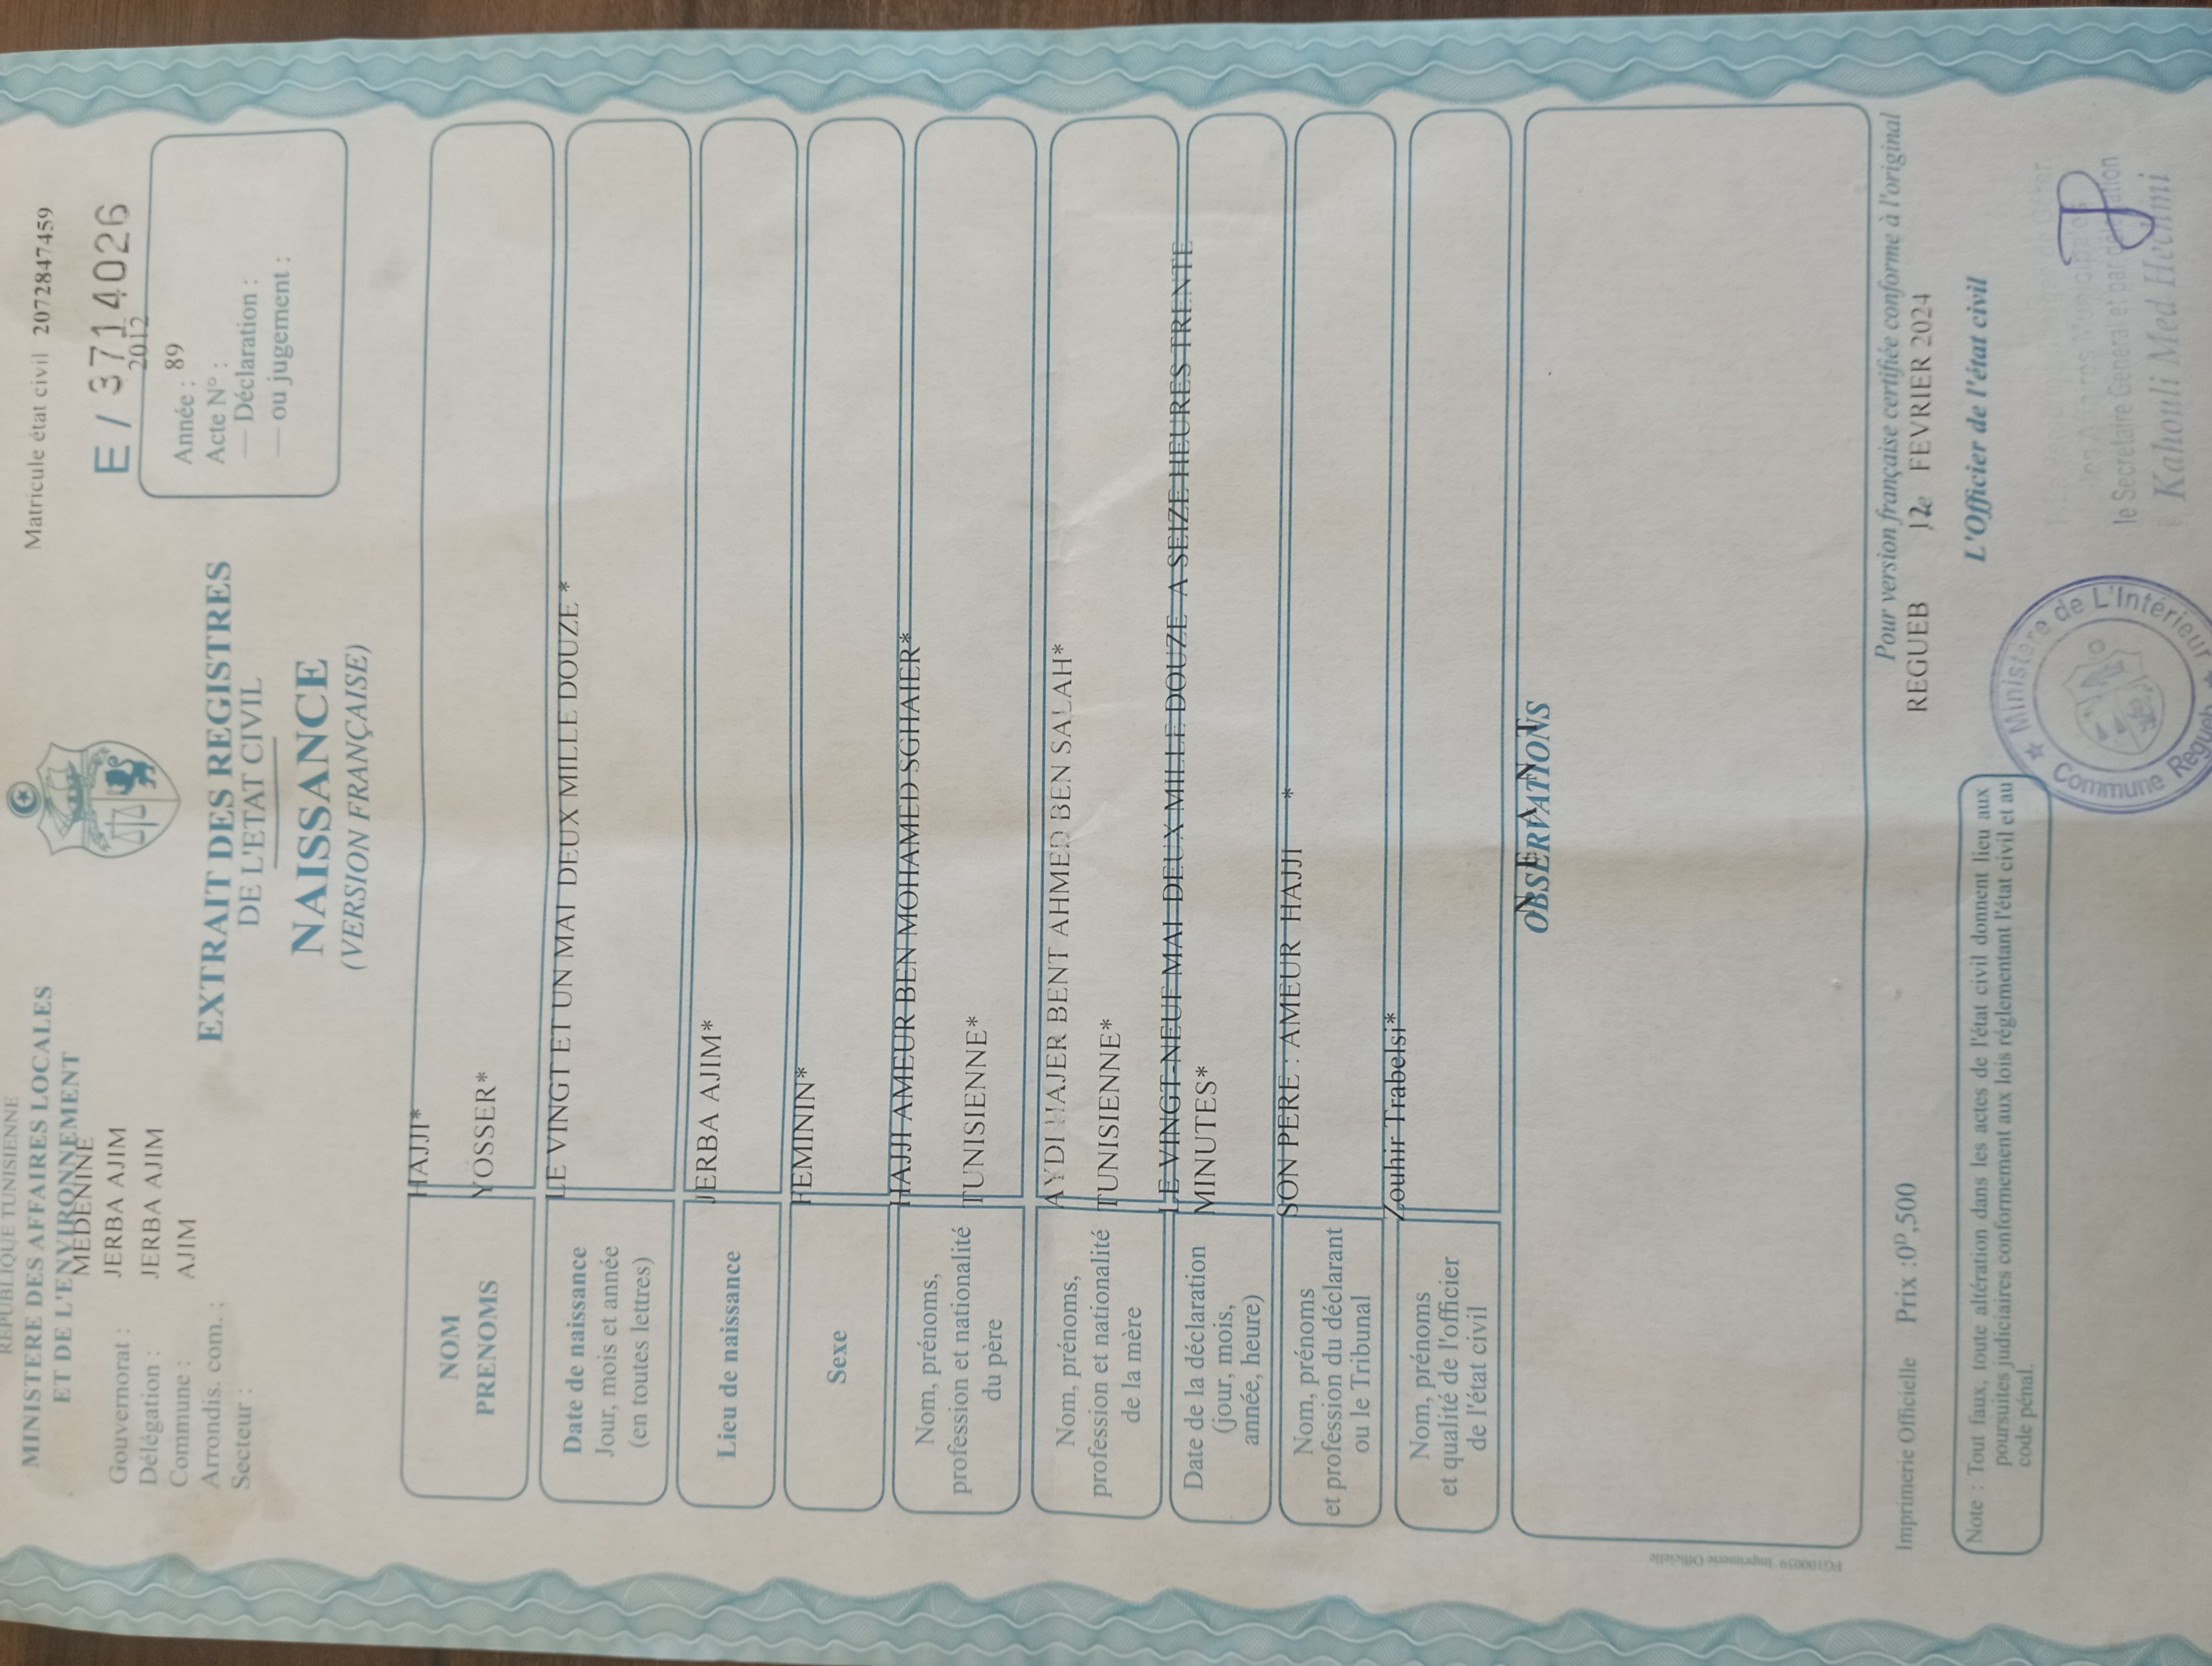 REPUBLIQUE TUNISIENNE
MINISTERE DES AFFAIRES LOCALES
ET DE L'ENVIRONNEMENT
MEDENINE
Gouvernorat : JERBA AJIM
Délégation : JERBA AJIM
Commune : AJIM
Arrondis. com. :
Secteur :
Matricule état civil 2072847459
E / 3714026
2012
Année : 89
Acte N° :
— Déclaration :
— ou jugement :
EXTRAIT DES REGISTRES
DE L'ETAT CIVIL
NAISSANCE
(VERSION FRANÇAISE)
NOM HAJJI*
PRENOMS YOSSER*
Date de naissance
Jour, mois et année
(en toutes lettres)
LE VINGT ET UN MAI DEUX MILLE DOUZE *
Lieu de naissance JERBA AJIM*
Sexe FEMININ*
Nom, prénoms,
profession et nationalité
du père
HAJJI AMEUR BEN MOHAMED SGHAIER*
TUNISIENNE*
Nom, prénoms,
profession et nationalité
de la mère
AYDI HAJER BENT AHMED BEN SALAH*
TUNISIENNE*
Date de la déclaration
(jour, mois,
année, heure)
LE VINGT-NEUF MAI DEUX MILLE DOUZE A SEIZE HEURES TRENTE
MINUTES*
Nom, prénoms
et profession du déclarant
ou le Tribunal
SON PERE : AMEUR HAJJI *
Nom, prénoms
et qualité de l'officier
de l'état civil
Zouhir Trabelsi*
OBSERVATIONS
N E A N T
FG100059 Imprimerie Officielle
Imprimerie Officielle Prix :0ᴰ,500
Pour version française certifiée conforme à l'original
REGUEB 12e FEVRIER 2024
L'Officier de l'état civil
Note : Tout faux, toute altération dans les actes de l'état civil donnent lieu aux
poursuites judiciaires conformement aux lois réglementant l'état civil et au
code pénal.
★ Ministère de L'Intérieur ★
Commune Regueb
le Secrétaire Général et par délégation
Kahouli Med Hechmi